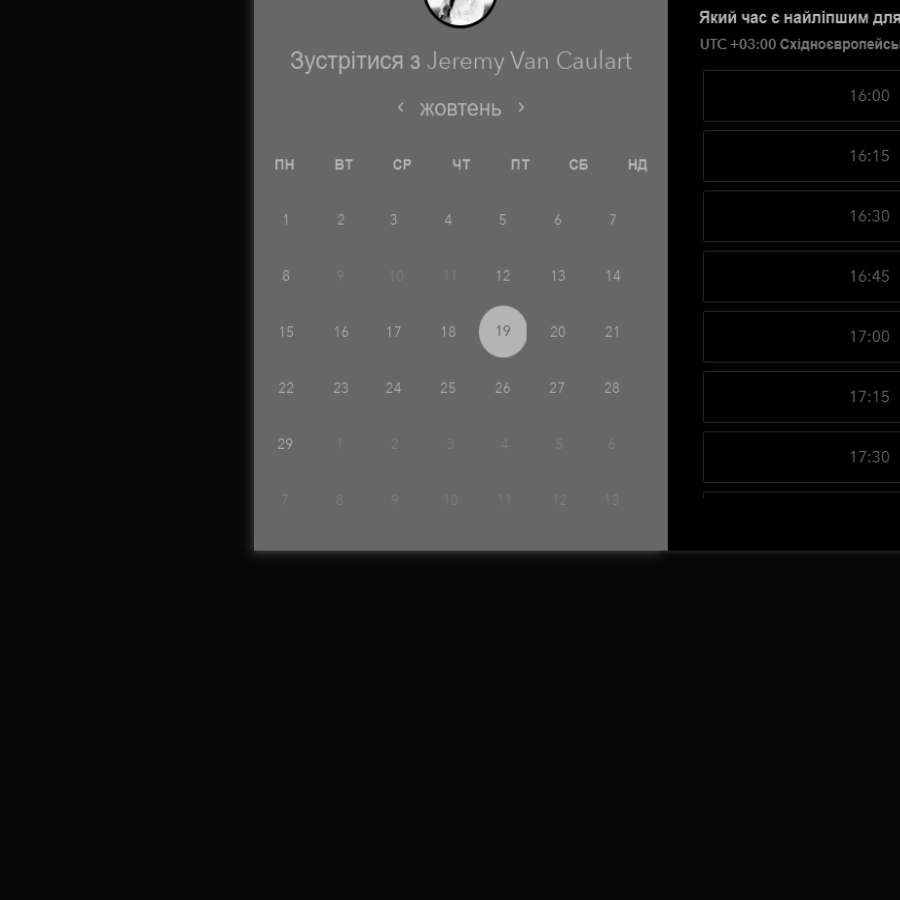 Зустрітися з Jeremy Van Caulart
жовтень
ПН ВТ СР ЧТ ПТ СБ НД
1 2 3 4 5 6 7
8 9 10 11 12 13 14
15 16 17 18 19 20 21
22 23 24 25 26 27 28
29 1 2 3 4 5 6
7 8 9 10 11 12 13
Який час є найліпшим для
UTC +03:00
16:00
16:15
16:30
16:45
17:00
17:15
17:30